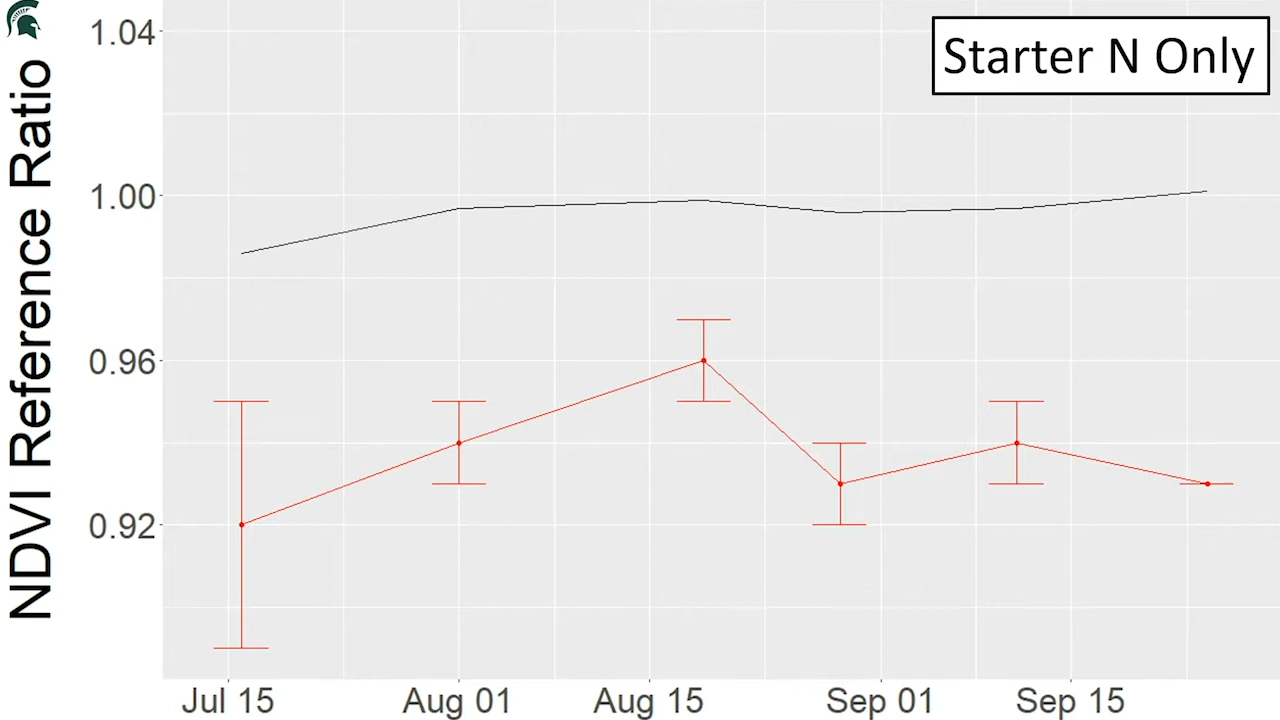 Starter N Only
NDVI Reference Ratio
1.04
1.00
0.96
0.92
Jul 15 Aug 01 Aug 15 Sep 01 Sep 15